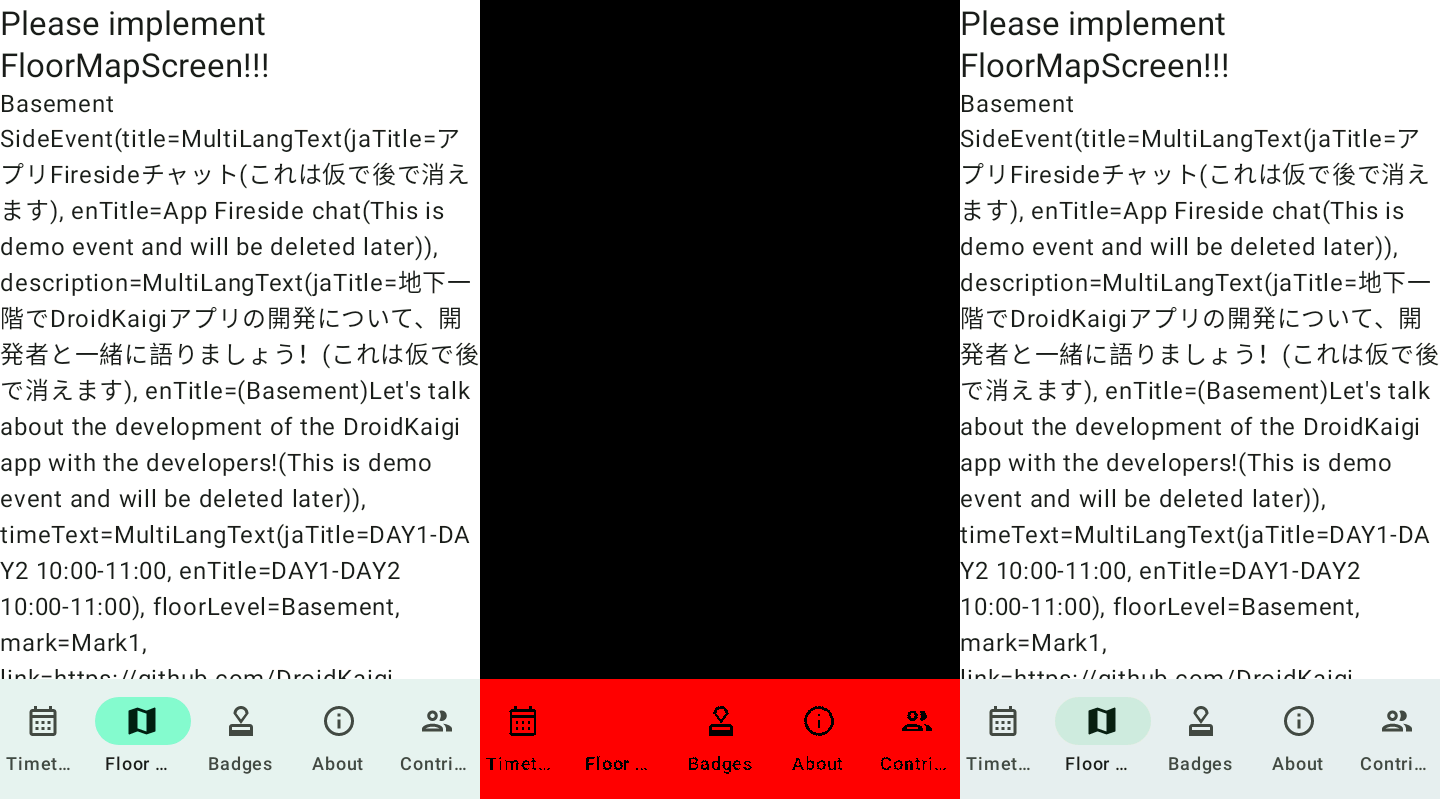 Please implement
FloorMapScreen!!!
Basement
SideEvent(title=MultiLangText(jaTitle=ア
プリFiresideチャット(これは仮で後で消え
ます), enTitle=App Fireside chat(This is
demo event and will be deleted later)),
description=MultiLangText(jaTitle=地下一
階でDroidKaigiアプリの開発について、開
発者と一緒に語りましょう！(これは仮で後
で消えます), enTitle=(Basement)Let's talk
about the development of the DroidKaigi
app with the developers!(This is demo
event and will be deleted later)),
timeText=MultiLangText(jaTitle=DAY1-DA
Y2 10:00-11:00, enTitle=DAY1-DAY2
10:00-11:00), floorLevel=Basement,
mark=Mark1,
link=https://github.com/DroidKaigi
Timet…
Floor …
Badges
About
Contri…
Timet…
Floor …
Badges
About
Contri…
Please implement
FloorMapScreen!!!
Basement
SideEvent(title=MultiLangText(jaTitle=ア
プリFiresideチャット(これは仮で後で消え
ます), enTitle=App Fireside chat(This is
demo event and will be deleted later)),
description=MultiLangText(jaTitle=地下一
階でDroidKaigiアプリの開発について、開
発者と一緒に語りましょう！(これは仮で後
で消えます), enTitle=(Basement)Let's talk
about the development of the DroidKaigi
app with the developers!(This is demo
event and will be deleted later)),
timeText=MultiLangText(jaTitle=DAY1-DA
Y2 10:00-11:00, enTitle=DAY1-DAY2
10:00-11:00), floorLevel=Basement,
mark=Mark1,
link=https://github.com/DroidKaigi
Timet…
Floor …
Badges
About
Contri…